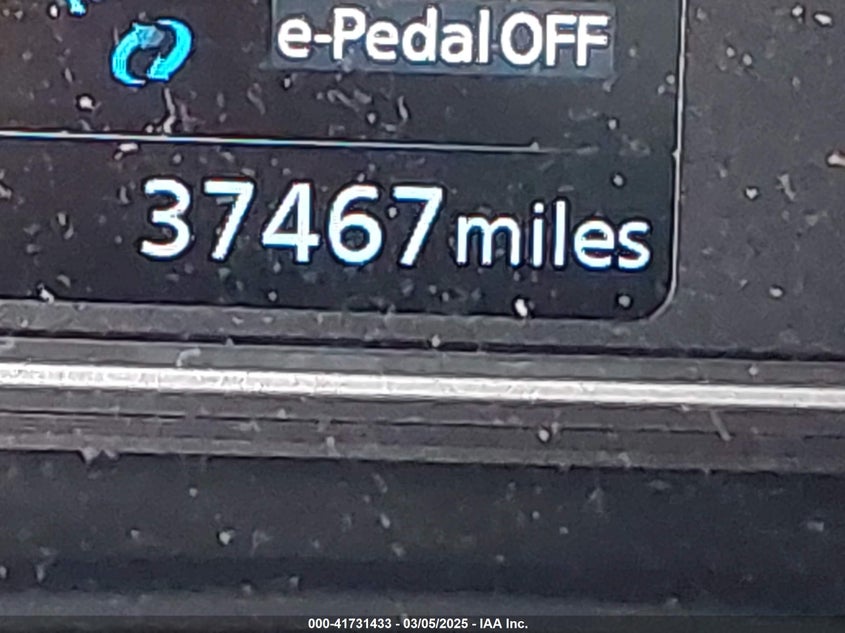 e-Pedal OFF
37467 miles
000-41731433 - 03/05/2025 - IAA Inc.